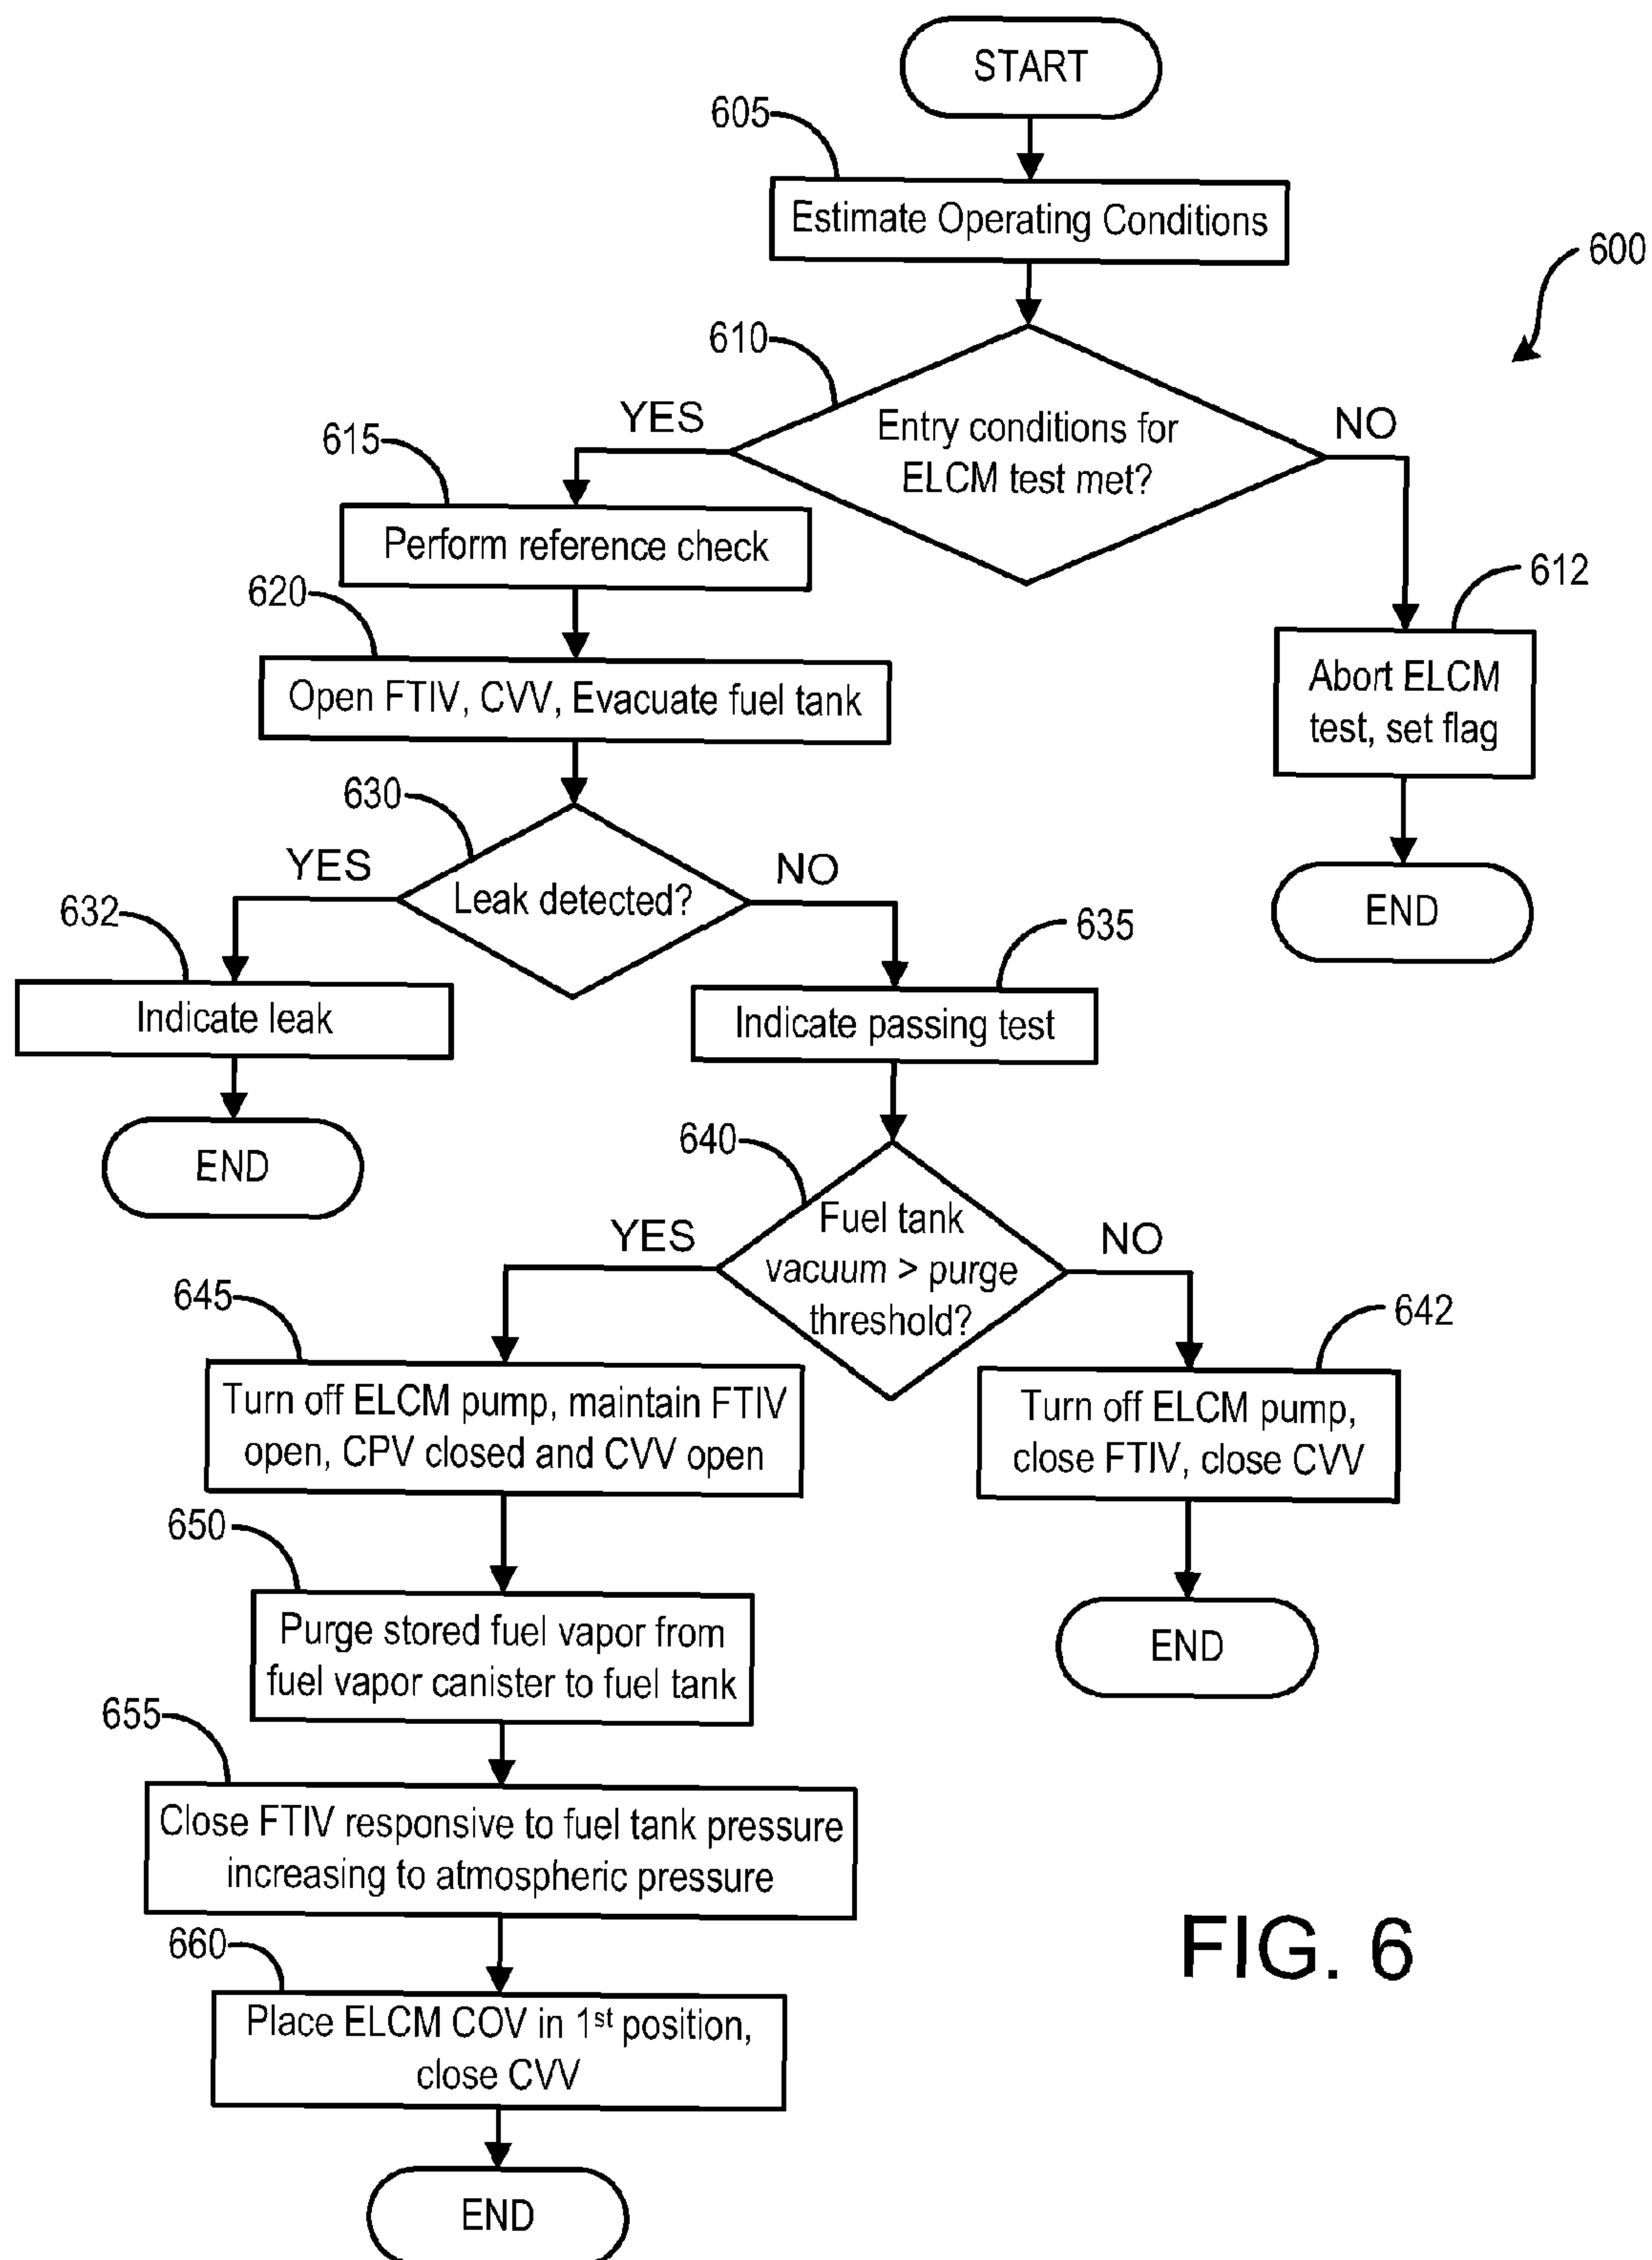 START
605
Estimate Operating Conditions
600
610
Entry conditions for
ELCM test met?
YES
NO
615
Perform reference check
612
Abort ELCM
test, set flag
END
620
Open FTIV, CVV, Evacuate fuel tank
630
Leak detected?
YES
NO
632
Indicate leak
END
635
Indicate passing test
640
Fuel tank
vacuum > purge
threshold?
YES
NO
645
Turn off ELCM pump, maintain FTIV
open, CPV closed and CVV open
642
Turn off ELCM pump,
close FTIV, close CVV
END
650
Purge stored fuel vapor from
fuel vapor canister to fuel tank
655
Close FTIV responsive to fuel tank pressure
increasing to atmospheric pressure
660
Place ELCM COV in 1st position,
close CVV
END
FIG. 6